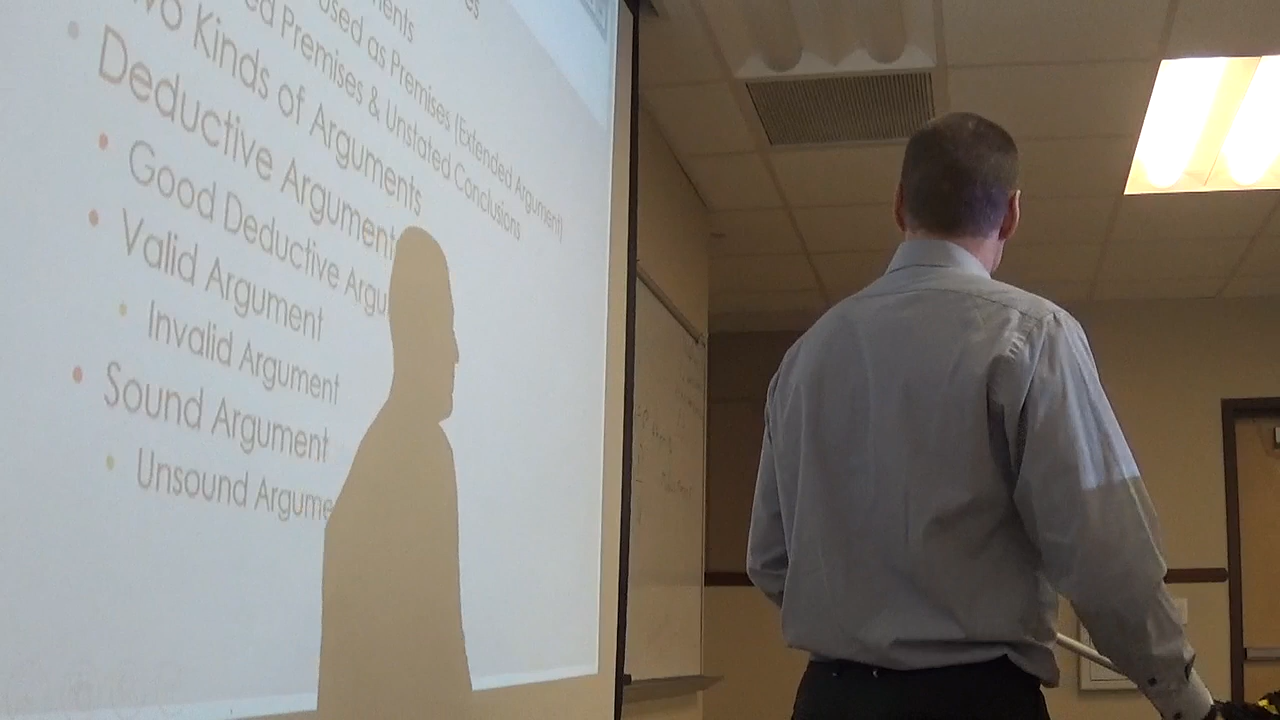 ments
used as Premises (Extended Argument)
ed Premises & Unstated Conclusions
wo Kinds of Arguments
Deductive Argument
Good Deductive Argu
Valid Argument
Invalid Argument
Sound Argument
Unsound Argume